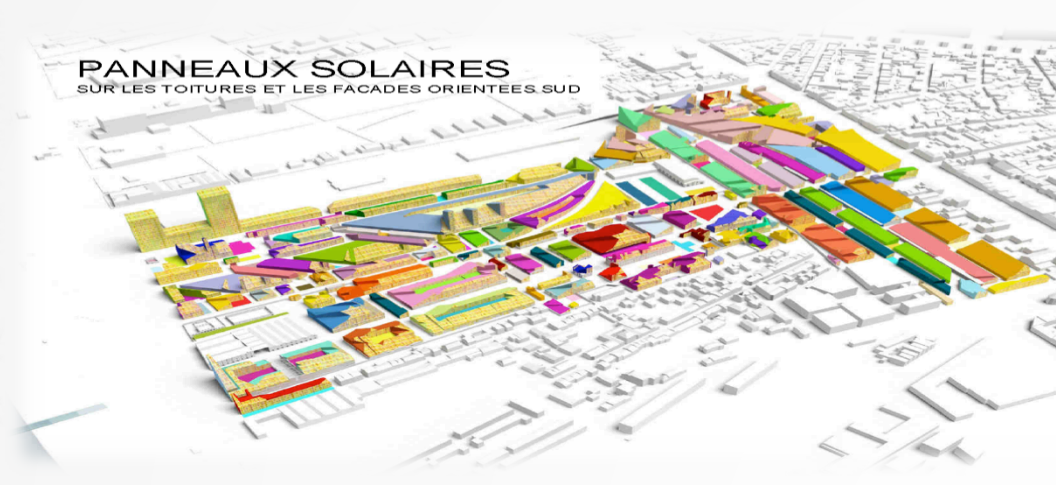 PANNEAUX SOLAIRES
SUR LES TOITURES ET LES FACADES ORIENTEES SUD